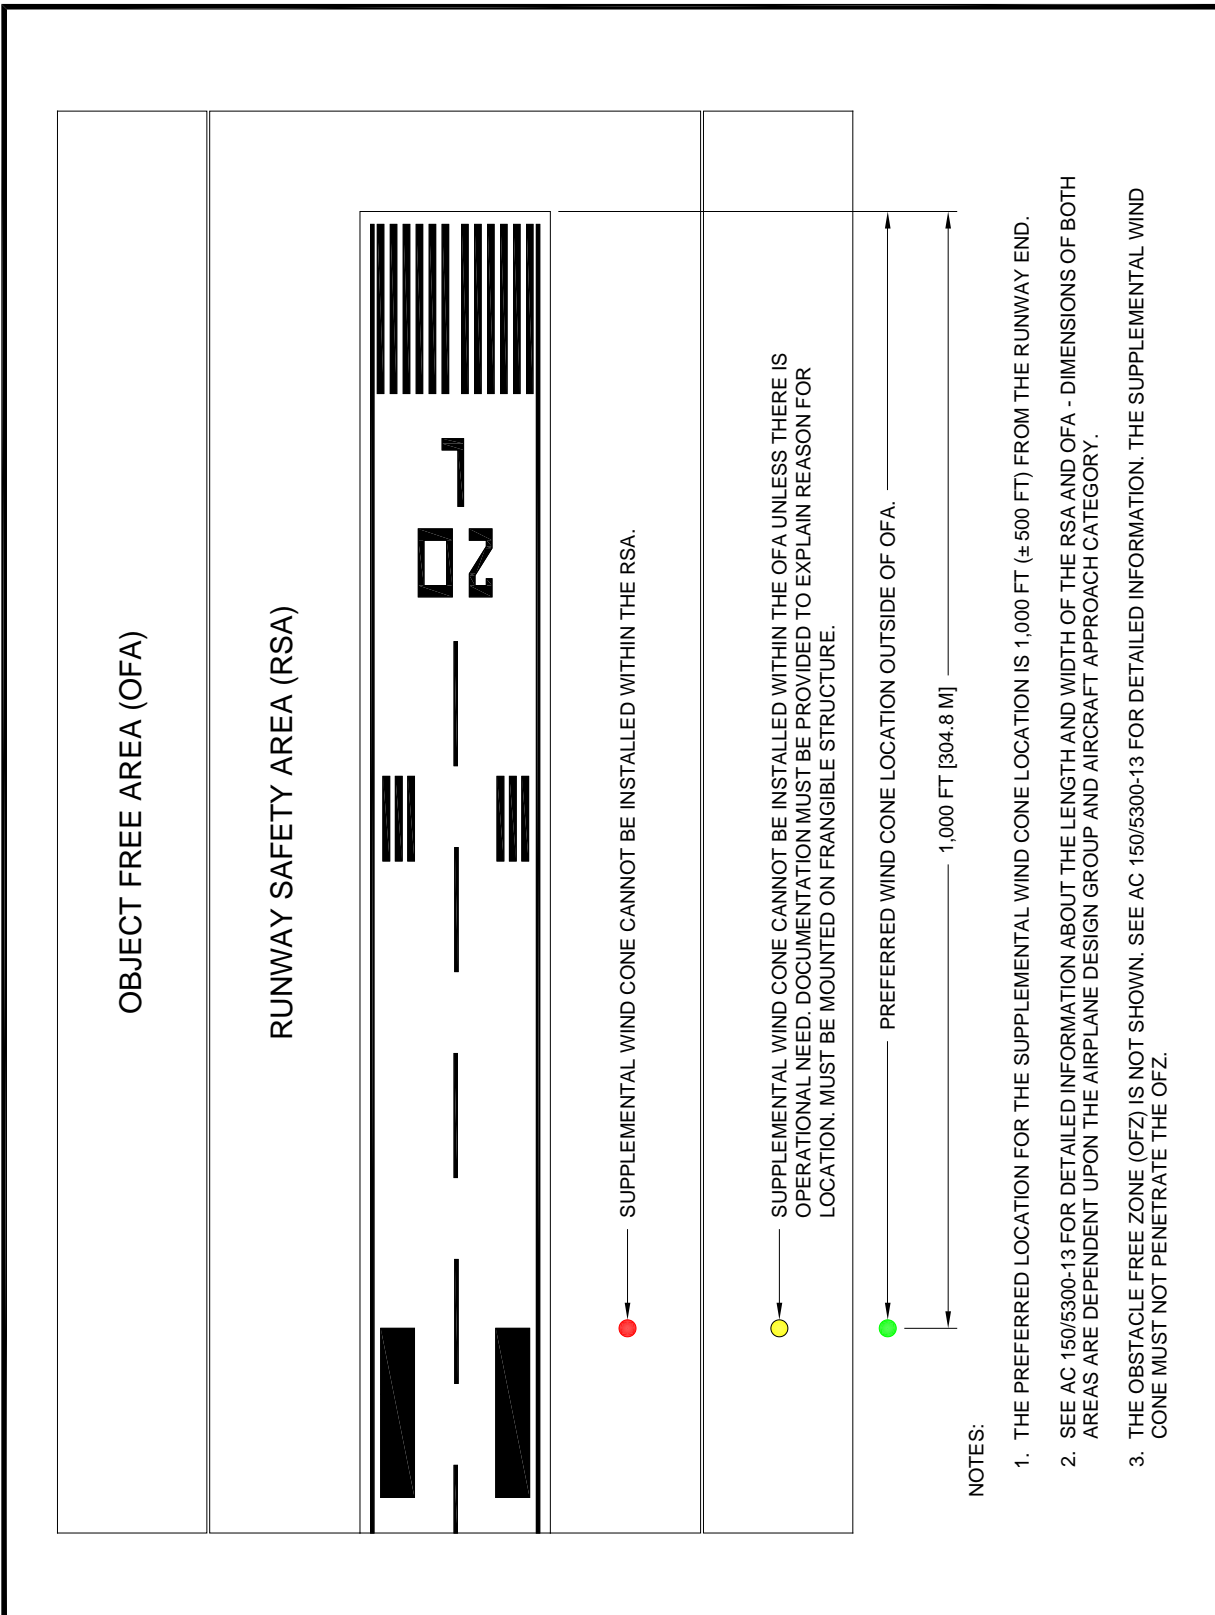 OBJECT FREE AREA (OFA)
RUNWAY SAFETY AREA (RSA)
20
L
SUPPLEMENTAL WIND CONE CANNOT BE INSTALLED WITHIN THE RSA.
SUPPLEMENTAL WIND CONE CANNOT BE INSTALLED WITHIN THE OFA UNLESS THERE IS
OPERATIONAL NEED. DOCUMENTATION MUST BE PROVIDED TO EXPLAIN REASON FOR
LOCATION. MUST BE MOUNTED ON FRANGIBLE STRUCTURE.
PREFERRED WIND CONE LOCATION OUTSIDE OF OFA.
1,000 FT [304.8 M]
NOTES:
1. THE PREFERRED LOCATION FOR THE SUPPLEMENTAL WIND CONE LOCATION IS 1,000 FT (± 500 FT) FROM THE RUNWAY END.
2. SEE AC 150/5300-13 FOR DETAILED INFORMATION ABOUT THE LENGTH AND WIDTH OF THE RSA AND OFA - DIMENSIONS OF BOTH
AREAS ARE DEPENDENT UPON THE AIRPLANE DESIGN GROUP AND AIRCRAFT APPROACH CATEGORY.
3. THE OBSTACLE FREE ZONE (OFZ) IS NOT SHOWN. SEE AC 150/5300-13 FOR DETAILED INFORMATION. THE SUPPLEMENTAL WIND
CONE MUST NOT PENETRATE THE OFZ.